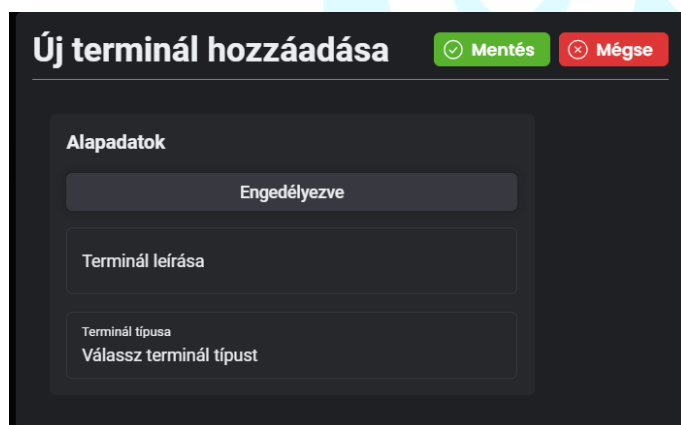 Új terminál hozzáadása
Mentés
Mégse
Alapadatok
Engedélyezve
Terminál leírása
Terminál típusa
Válassz terminál típust